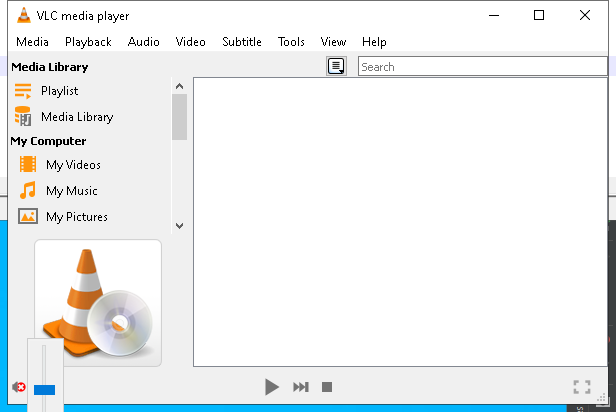 VLC media player
Media Playback Audio Video Subtitle Tools View Help
Media Library
Search
Playlist
Media Library
My Computer
My Videos
My Music
My Pictures